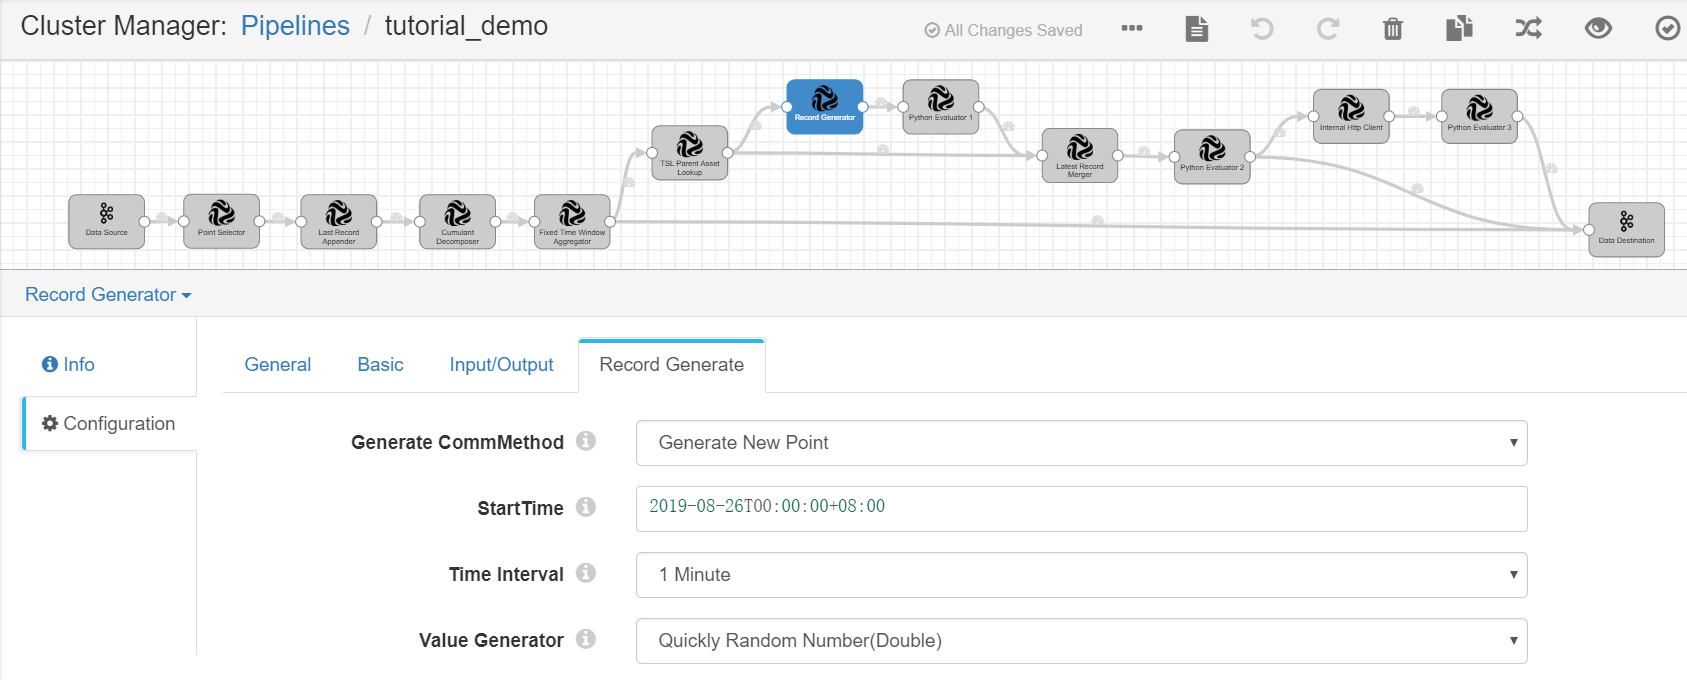 Cluster Manager: Pipelines / tutorial_demo
All Changes Saved
Record Generator
Python Evaluator 1
Internal Http Client
Python Evaluator 3
TSL Parent Asset
Lookup
Latest Record
Merger
Python Evaluator 2
Data Source
Point Selector
Last Record
Appender
Cumulant
Decomposer
Fixed Time Window
Aggregator
Data Destination
Record Generator
Info
Configuration
General
Basic
Input/Output
Record Generate
Generate CommMethod
Generate New Point
StartTime
2019-08-26T00:00:00+08:00
Time Interval
1 Minute
Value Generator
Quickly Random Number(Double)